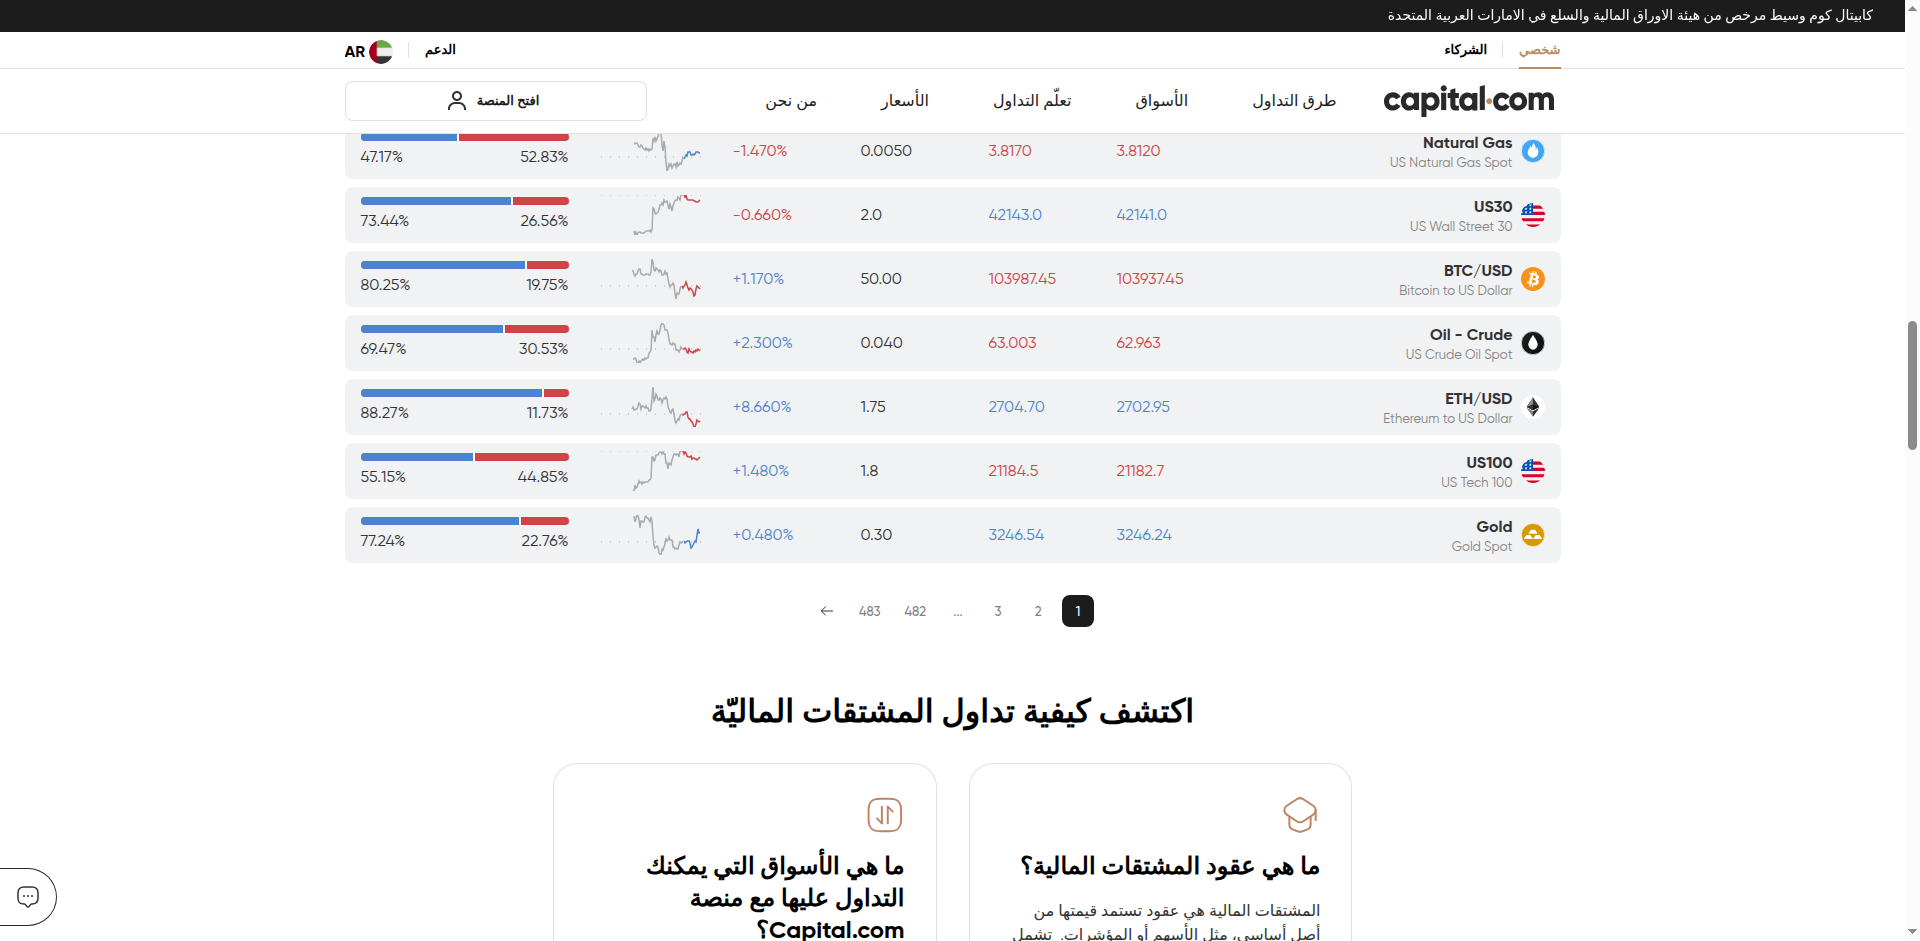 كابيتال كوم وسيط مرخص من هيئة الاوراق المالية والسلع في الامارات العربية المتحدة
شخصي
الشركاء
الدعم
AR
capital.com
طرق التداول
الأسواق
تعلّم التداول
الأسعار
من نحن
افتح المنصة
Natural Gas
US Natural Gas Spot
3.8120
3.8170
0.0050
-1.470%
52.83%
47.17%
US30
US Wall Street 30
42141.0
42143.0
2.0
-0.660%
26.56%
73.44%
BTC/USD
Bitcoin to US Dollar
103937.45
103987.45
50.00
+1.170%
19.75%
80.25%
Oil - Crude
US Crude Oil Spot
62.963
63.003
0.040
+2.300%
30.53%
69.47%
ETH/USD
Ethereum to US Dollar
2702.95
2704.70
1.75
+8.660%
11.73%
88.27%
US100
US Tech 100
21182.7
21184.5
1.8
+1.480%
44.85%
55.15%
Gold
Gold Spot
3246.24
3246.54
0.30
+0.480%
22.76%
77.24%
1
2
3
...
482
483
اكتشف كيفية تداول المشتقات الماليّة
ما هي عقود المشتقات المالية؟
المشتقات المالية هي عقود تستمد قيمتها من
أصل أساسي، مثل الأسهم أو المؤشرات. تشمل
ما هي الأسواق التي يمكنك
التداول عليها مع منصة
Capital.com؟